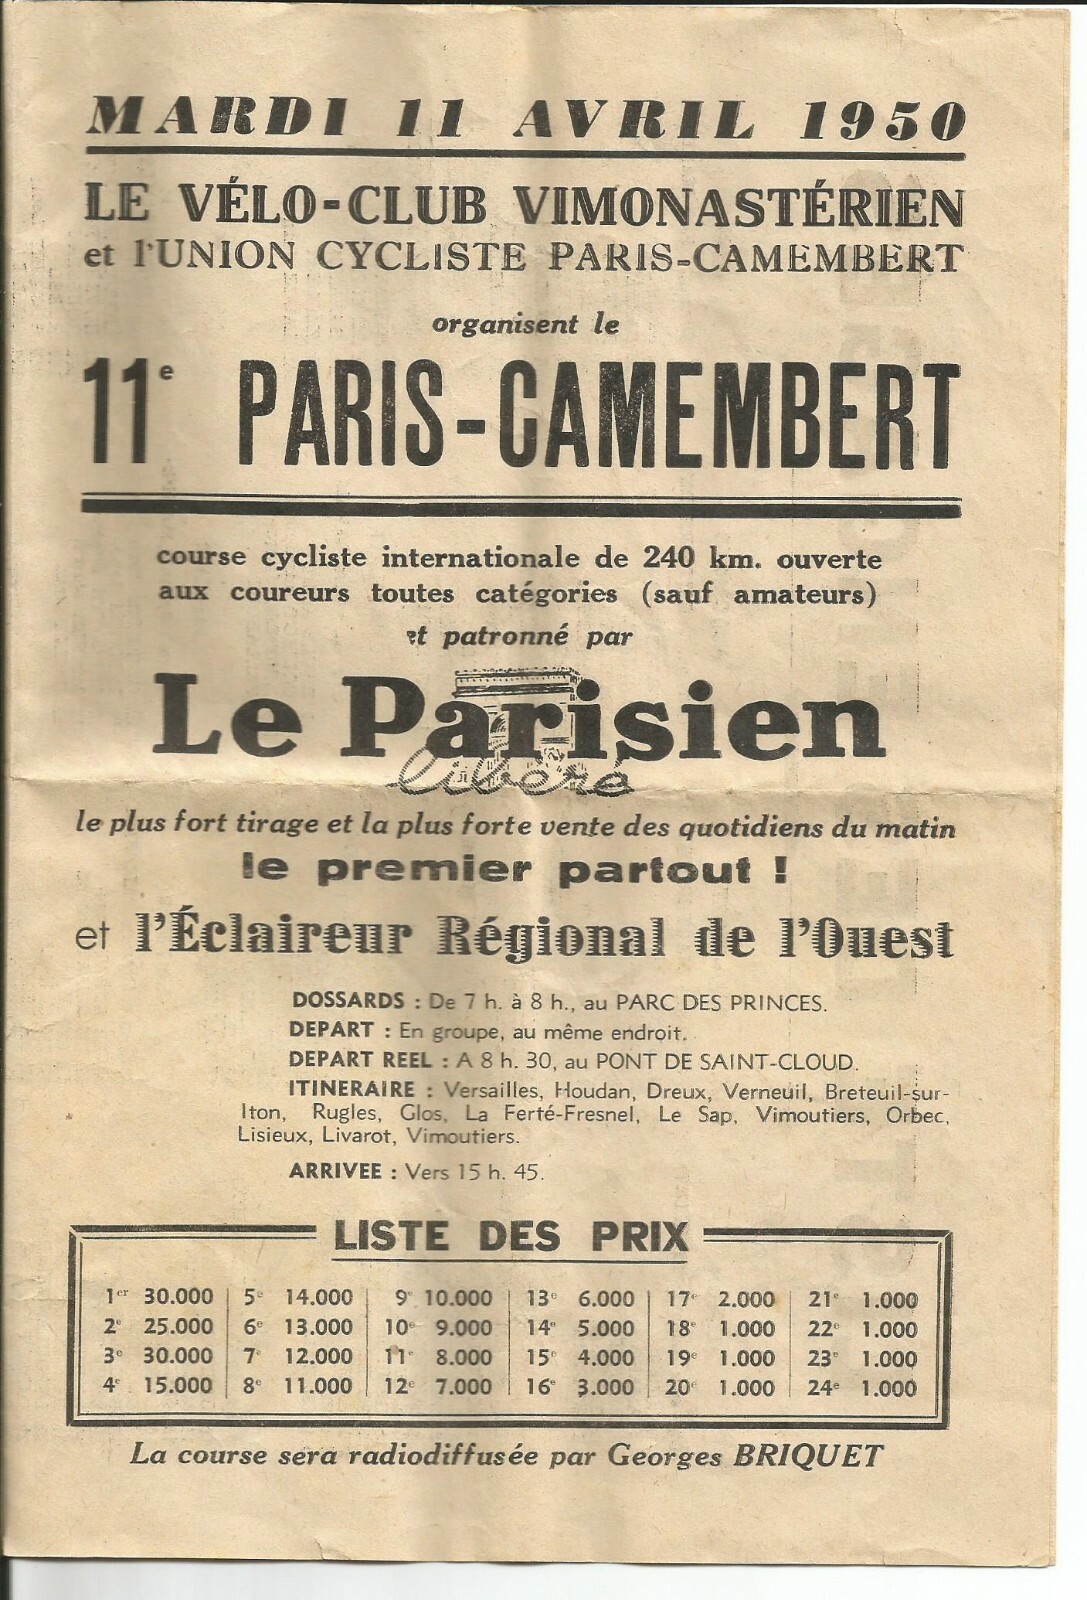 MARDI 11 AVRIL 1950
LE VÉLO-CLUB VIMONASTÉRIEN
et l'UNION CYCLISTE PARIS-CAMEMBERT
organisent le
11e PARIS-CAMEMBERT
course cycliste internationale de 240 km. ouverte
aux coureurs toutes catégories (sauf amateurs)
et patronné par
Le Parisien
libéré
le plus fort tirage et la plus forte vente des quotidiens du matin
le premier partout !
et l'Éclaireur Régional de l'Ouest
DOSSARDS : De 7 h. à 8 h., au PARC DES PRINCES.
DEPART : En groupe, au même endroit.
DEPART REEL : A 8 h. 30, au PONT DE SAINT-CLOUD.
ITINERAIRE : Versailles, Houdan, Dreux, Verneuil, Breteuil-sur-
Iton, Rugles, Glos, La Ferté-Fresnel, Le Sap, Vimoutiers, Orbec,
Lisieux, Livarot, Vimoutiers.
ARRIVEE : Vers 15 h. 45.
LISTE DES PRIX
1er 30.000 5e 14.000 9e 10.000 13e 6.000 17e 2.000 21e 1.000
2e 25.000 6e 13.000 10e 9.000 14e 5.000 18e 1.000 22e 1.000
3e 30.000 7e 12.000 11e 8.000 15e 4.000 19e 1.000 23e 1.000
4e 15.000 8e 11.000 12e 7.000 16e 3.000 20e 1.000 24e 1.000
La course sera radiodiffusée par Georges BRIQUET